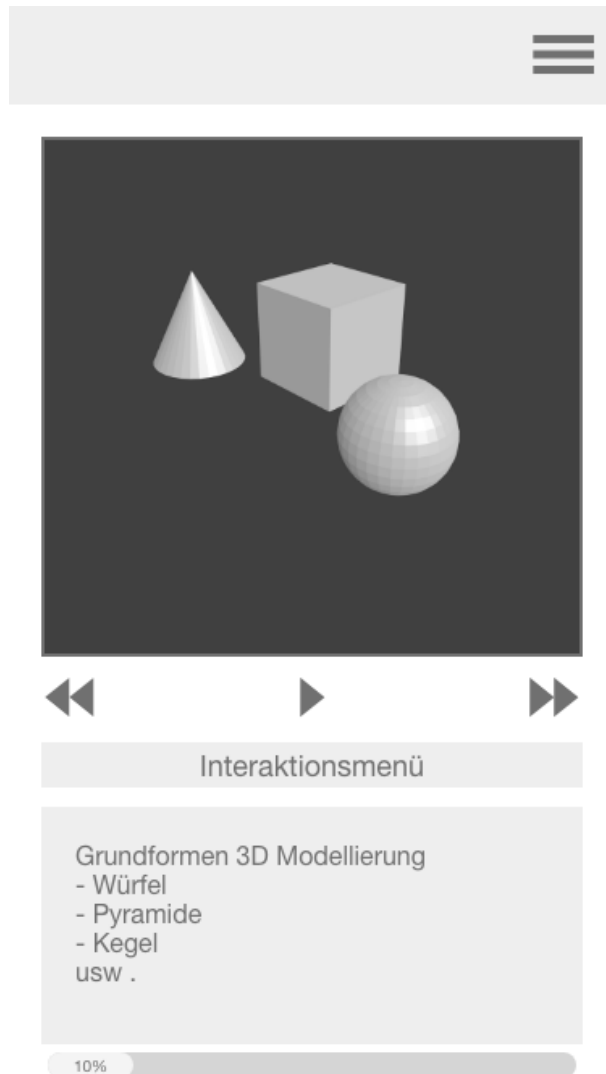 Interaktionsmenü
Grundformen 3D Modellierung
- Würfel
- Pyramide
- Kegel
usw .
10%